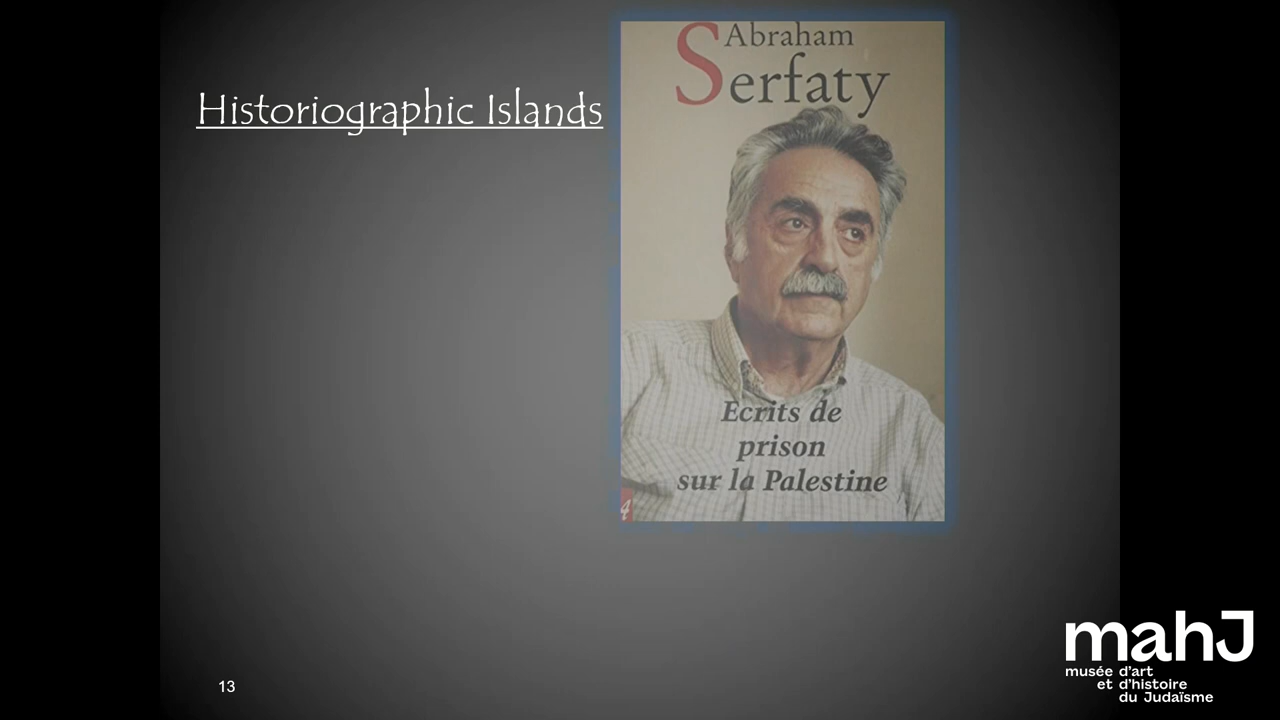 Historiographic Islands
Abraham
Serfaty
Ecrits de
prison
sur la Palestine
4
13
mahJ
musée d'art
et d'histoire
du Judaïsme